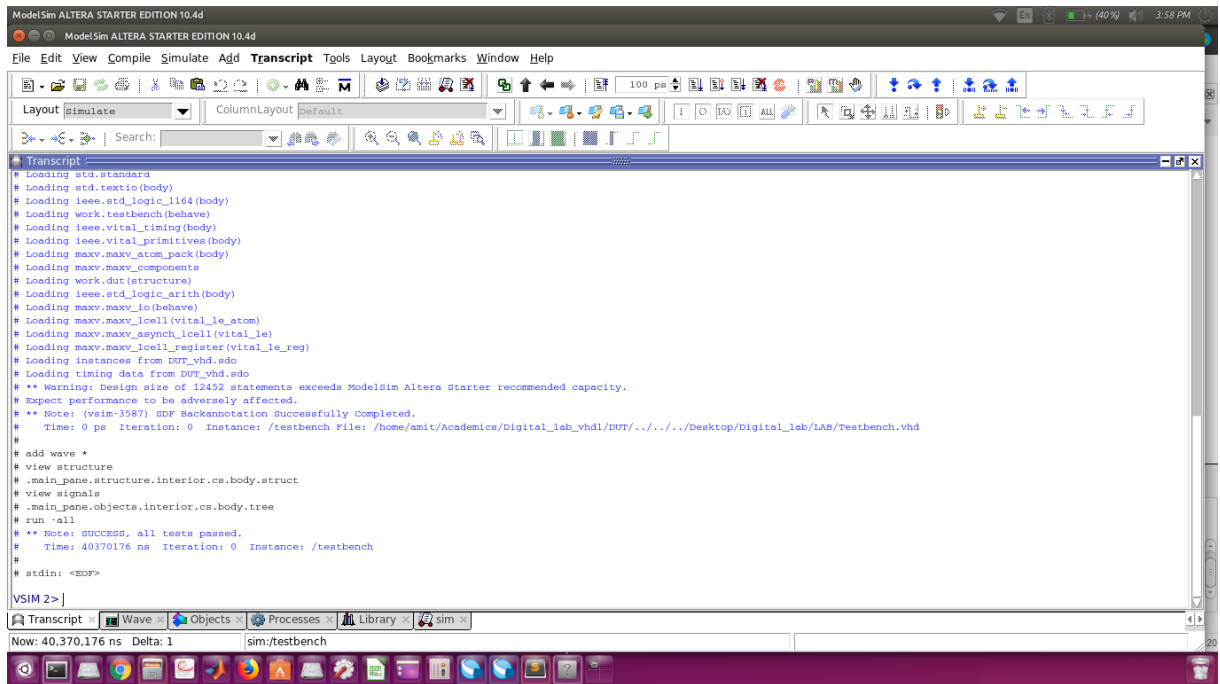 ModelSim ALTERA STARTER EDITION 10.4d En (40%) 3:58 PM
ModelSim ALTERA STARTER EDITION 10.4d
File Edit View Compile Simulate Add Transcript Tools Layout Bookmarks Window Help
100 ps
Layout Simulate ColumnLayout Default ALL
Search:
Transcript
# Loading std.standard
# Loading std.textio(body)
# Loading ieee.std_logic_1164(body)
# Loading work.testbench(behave)
# Loading ieee.vital_timing(body)
# Loading ieee.vital_primitives(body)
# Loading maxv.maxv_atom_pack(body)
# Loading maxv.maxv_components
# Loading work.dut(structure)
# Loading ieee.std_logic_arith(body)
# Loading maxv.maxv_io(behave)
# Loading maxv.maxv_lcell(vital_le_atom)
# Loading maxv.maxv_asynch_lcell(vital_le)
# Loading maxv.maxv_lcell_register(vital_le_reg)
# Loading instances from DUT_vhd.sdo
# Loading timing data from DUT_vhd.sdo
# ** Warning: Design size of 12452 statements exceeds ModelSim Altera Starter recommended capacity.
# Expect performance to be adversely affected.
# ** Note: (vsim-3587) SDF Backannotation Successfully Completed.
#    Time: 0 ps  Iteration: 0  Instance: /testbench File: /home/amit/Academics/Digital_lab_vhdl/DUT/../../../Desktop/Digital_lab/LAB/Testbench.vhd
#
# add wave *
# view structure
# .main_pane.structure.interior.cs.body.struct
# view signals
# .main_pane.objects.interior.cs.body.tree
# run -all
# ** Note: SUCCESS, all tests passed.
#    Time: 40370176 ns  Iteration: 0  Instance: /testbench
#
# stdin: <EOF>
VSIM 2>
Transcript Wave Objects Processes Library sim
Now: 40,370,176 ns Delta: 1 sim:/testbench 20